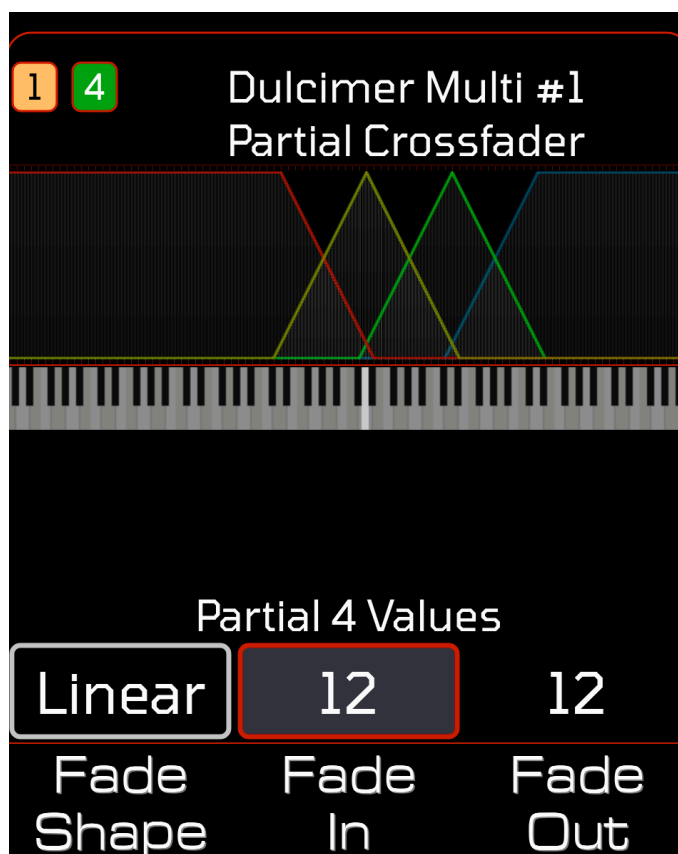 1 4 Dulcimer Multi #1
Partial Crossfader
Partial 4 Values
Linear 12 12
Fade Fade Fade
Shape In Out